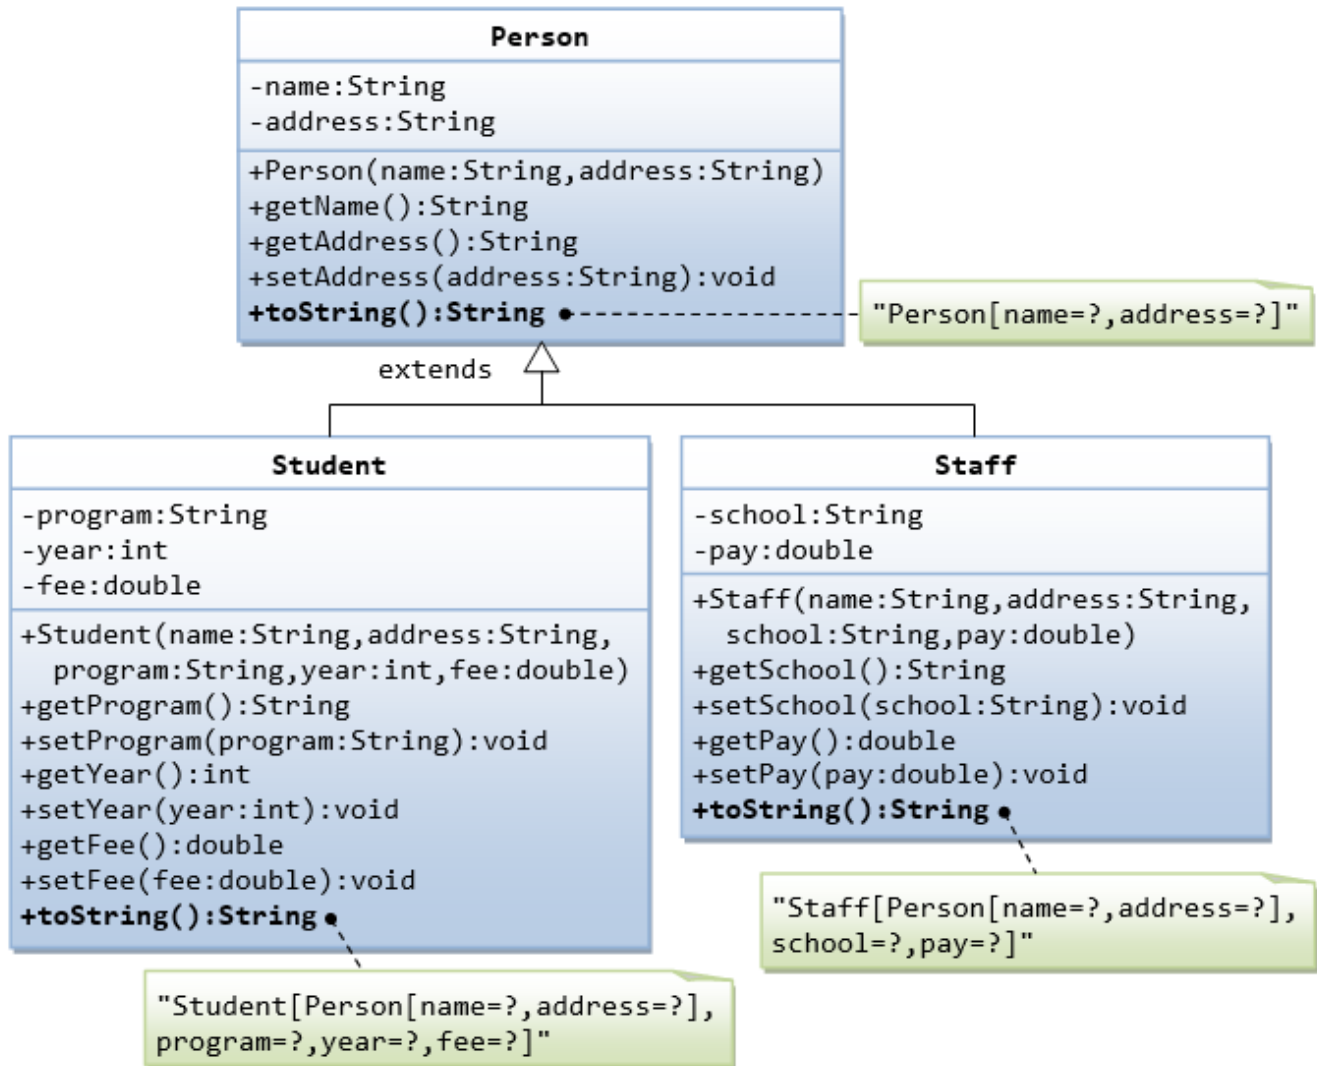 Person
-name:String
-address:String
+Person(name:String,address:String)
+getName():String
+getAddress():String
+setAddress(address:String):void
+toString():String
"Person[name=?,address=?]"
extends
Student
-program:String
-year:int
-fee:double
+Student(name:String,address:String,
program:String,year:int,fee:double)
+getProgram():String
+setProgram(program:String):void
+getYear():int
+setYear(year:int):void
+getFee():double
+setFee(fee:double):void
+toString():String
"Student[Person[name=?,address=?],
program=?,year=?,fee=?]"
Staff
-school:String
-pay:double
+Staff(name:String,address:String,
school:String,pay:double)
+getSchool():String
+setSchool(school:String):void
+getPay():double
+setPay(pay:double):void
+toString():String
"Staff[Person[name=?,address=?],
school=?,pay=?]"